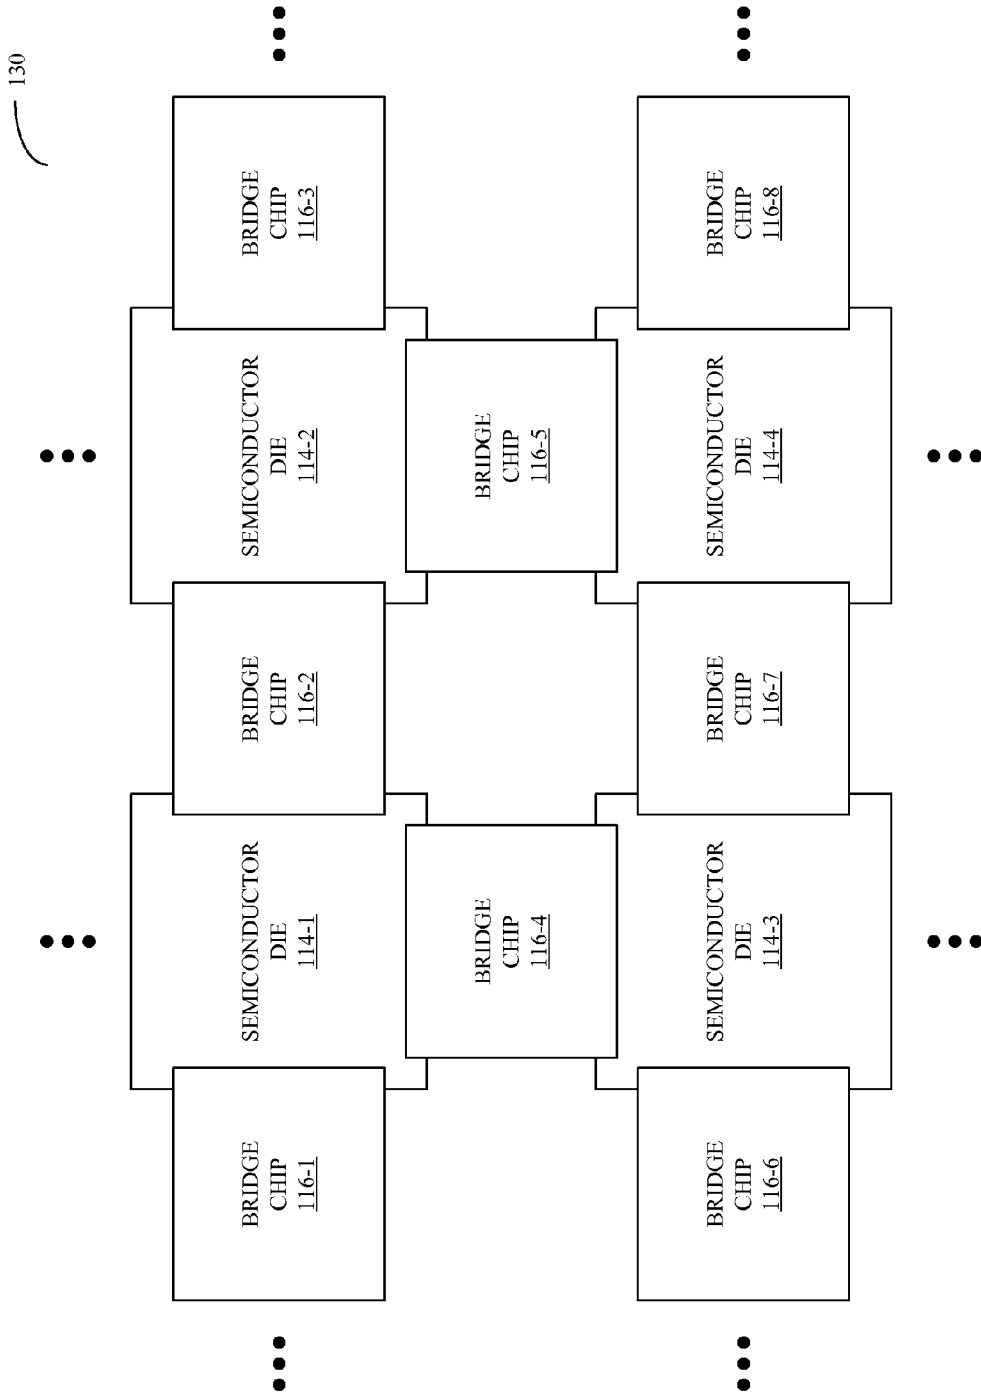 130
BRIDGE
CHIP
116-1
SEMICONDUCTOR
DIE
114-1
BRIDGE
CHIP
116-2
SEMICONDUCTOR
DIE
114-2
BRIDGE
CHIP
116-3
BRIDGE
CHIP
116-4
BRIDGE
CHIP
116-5
BRIDGE
CHIP
116-6
SEMICONDUCTOR
DIE
114-3
BRIDGE
CHIP
116-7
SEMICONDUCTOR
DIE
114-4
BRIDGE
CHIP
116-8